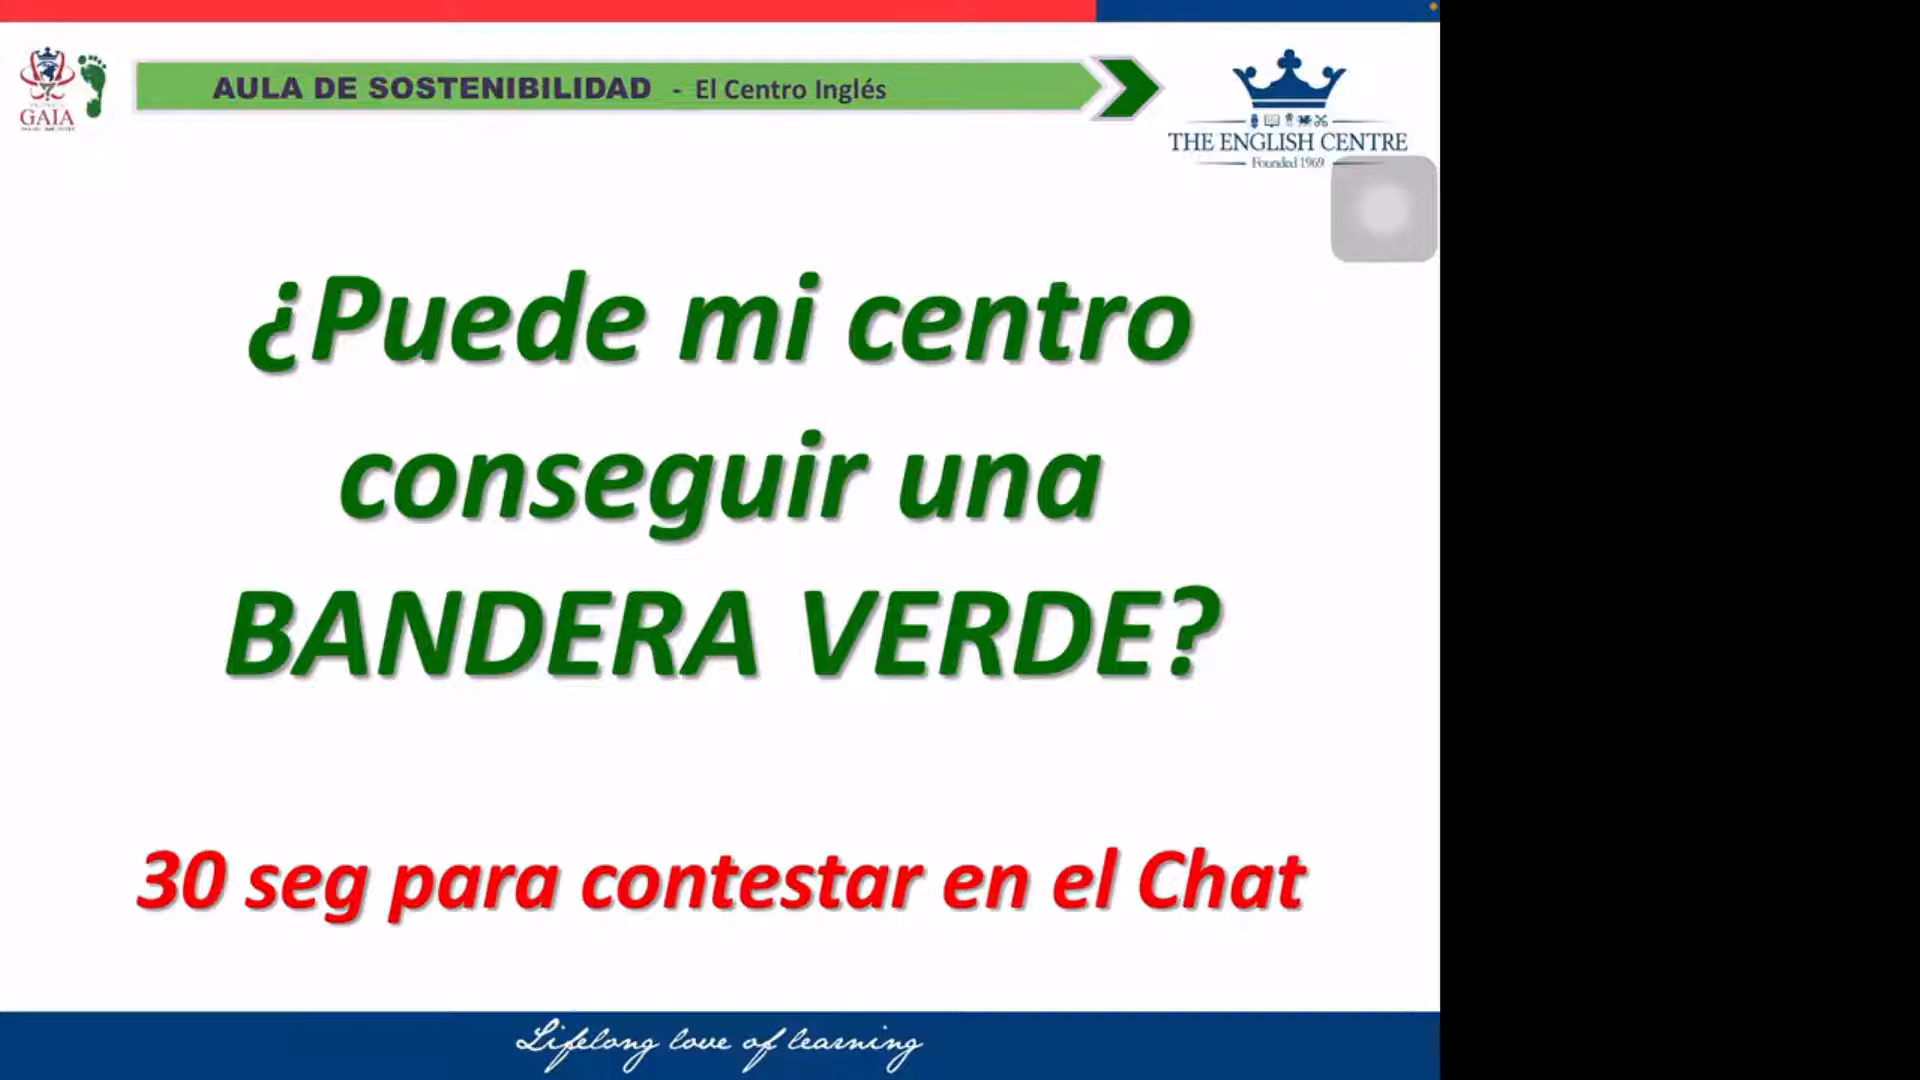 AULA DE SOSTENIBILIDAD - El Centro Inglés
GAIA
THE ENGLISH CENTRE
Founded 1969
¿Puede mi centro
conseguir una
BANDERA VERDE?
30 seg para contestar en el Chat
Lifelong love of learning